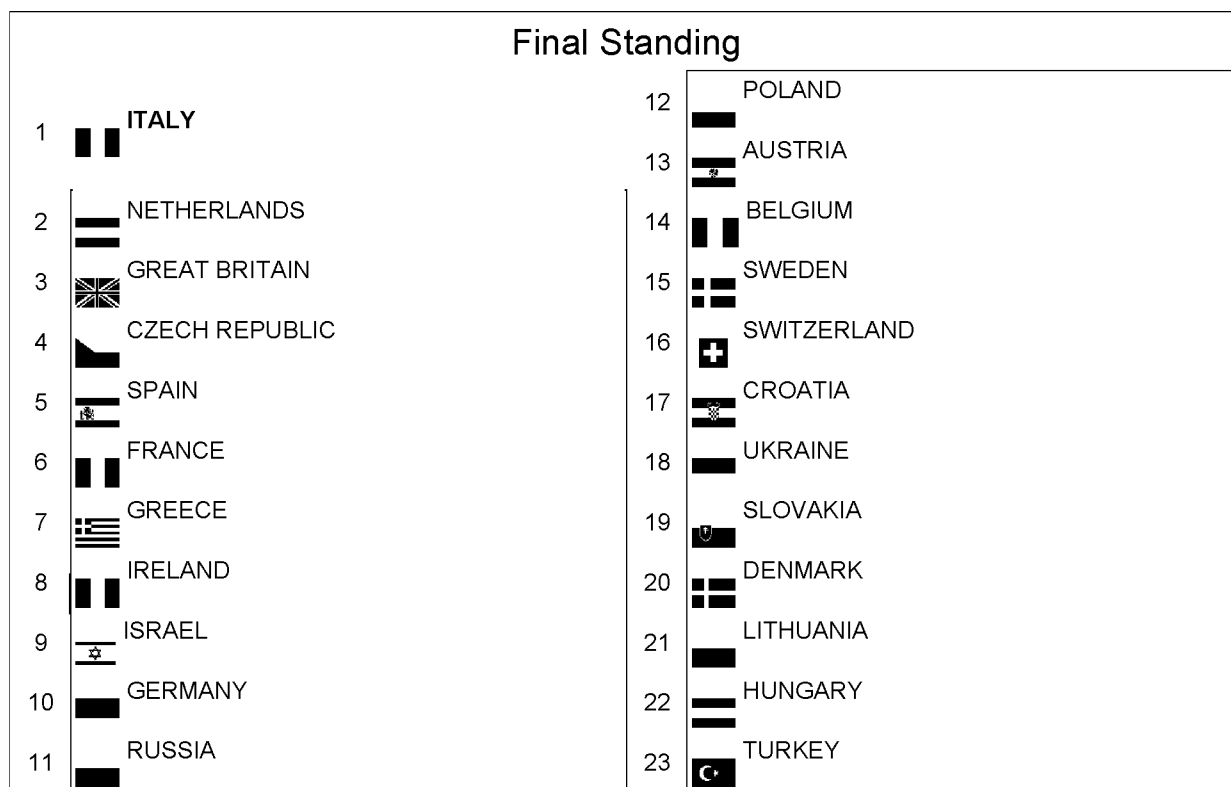 Final Standing
1 ITALY
2 NETHERLANDS
3 GREAT BRITAIN
4 CZECH REPUBLIC
5 SPAIN
6 FRANCE
7 GREECE
8 IRELAND
9 ISRAEL
10 GERMANY
11 RUSSIA
12 POLAND
13 AUSTRIA
14 BELGIUM
15 SWEDEN
16 SWITZERLAND
17 CROATIA
18 UKRAINE
19 SLOVAKIA
20 DENMARK
21 LITHUANIA
22 HUNGARY
23 TURKEY